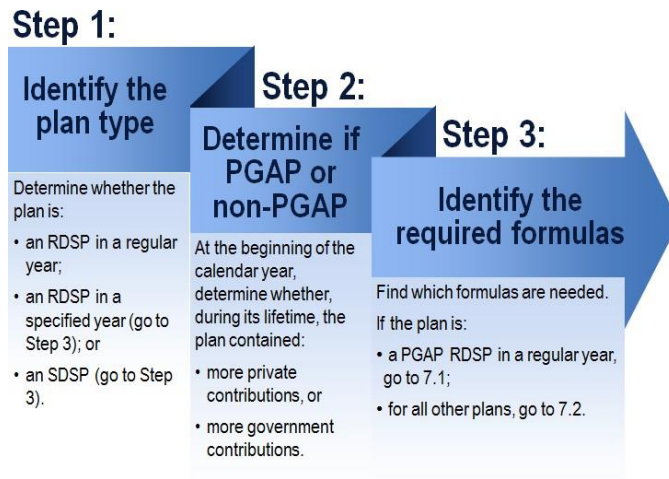 Step 1:
Identify the
plan type
Determine whether the
plan is:
• an RDSP in a regular
year;
• an RDSP in a
specified year (go to
Step 3); or
• an SDSP (go to Step
3).
Step 2:
Determine if
PGAP or
non-PGAP
At the beginning of the
calendar year,
determine whether,
during its lifetime, the
plan contained:
• more private
contributions, or
• more government
contributions.
Step 3:
Identify the
required formulas
Find which formulas are needed.
If the plan is:
• a PGAP RDSP in a regular year,
go to 7.1;
• for all other plans, go to 7.2.